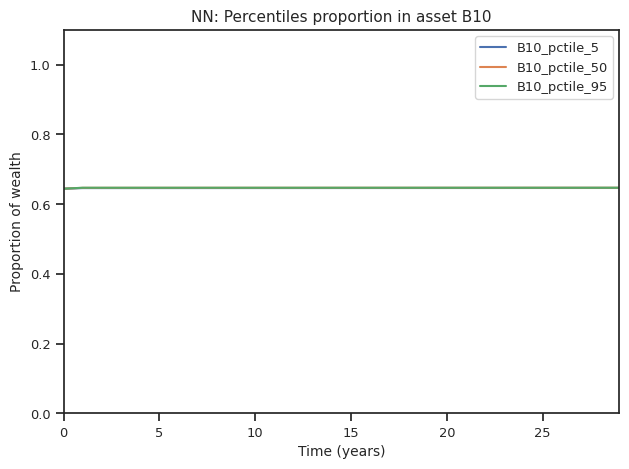 NN: Percentiles proportion in asset B10
B10_pctile_5
B10_pctile_50
B10_pctile_95
Proportion of wealth
1.0
0.8
0.6
0.4
0.2
0.0
0 5 10 15 20 25
Time (years)